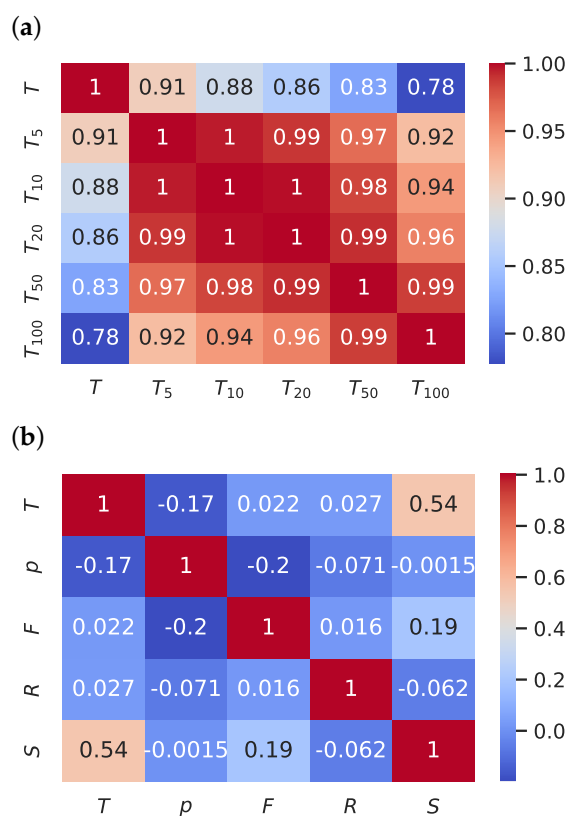 (a)
T 1 0.91 0.88 0.86 0.83 0.78 1.00
T5 0.91 1 1 0.99 0.97 0.92 0.95
T10 0.88 1 1 1 0.98 0.94 0.90
T20 0.86 0.99 1 1 0.99 0.96 0.85
T50 0.83 0.97 0.98 0.99 1 0.99
T100 0.78 0.92 0.94 0.96 0.99 1 0.80
T T5 T10 T20 T50 T100
(b)
T 1 -0.17 0.022 0.027 0.54 1.0
p -0.17 1 -0.2 -0.071 -0.0015 0.8
0.6
F 0.022 -0.2 1 0.016 0.19 0.4
R 0.027 -0.071 0.016 1 -0.062 0.2
S 0.54 -0.0015 0.19 -0.062 1 0.0
T p F R S